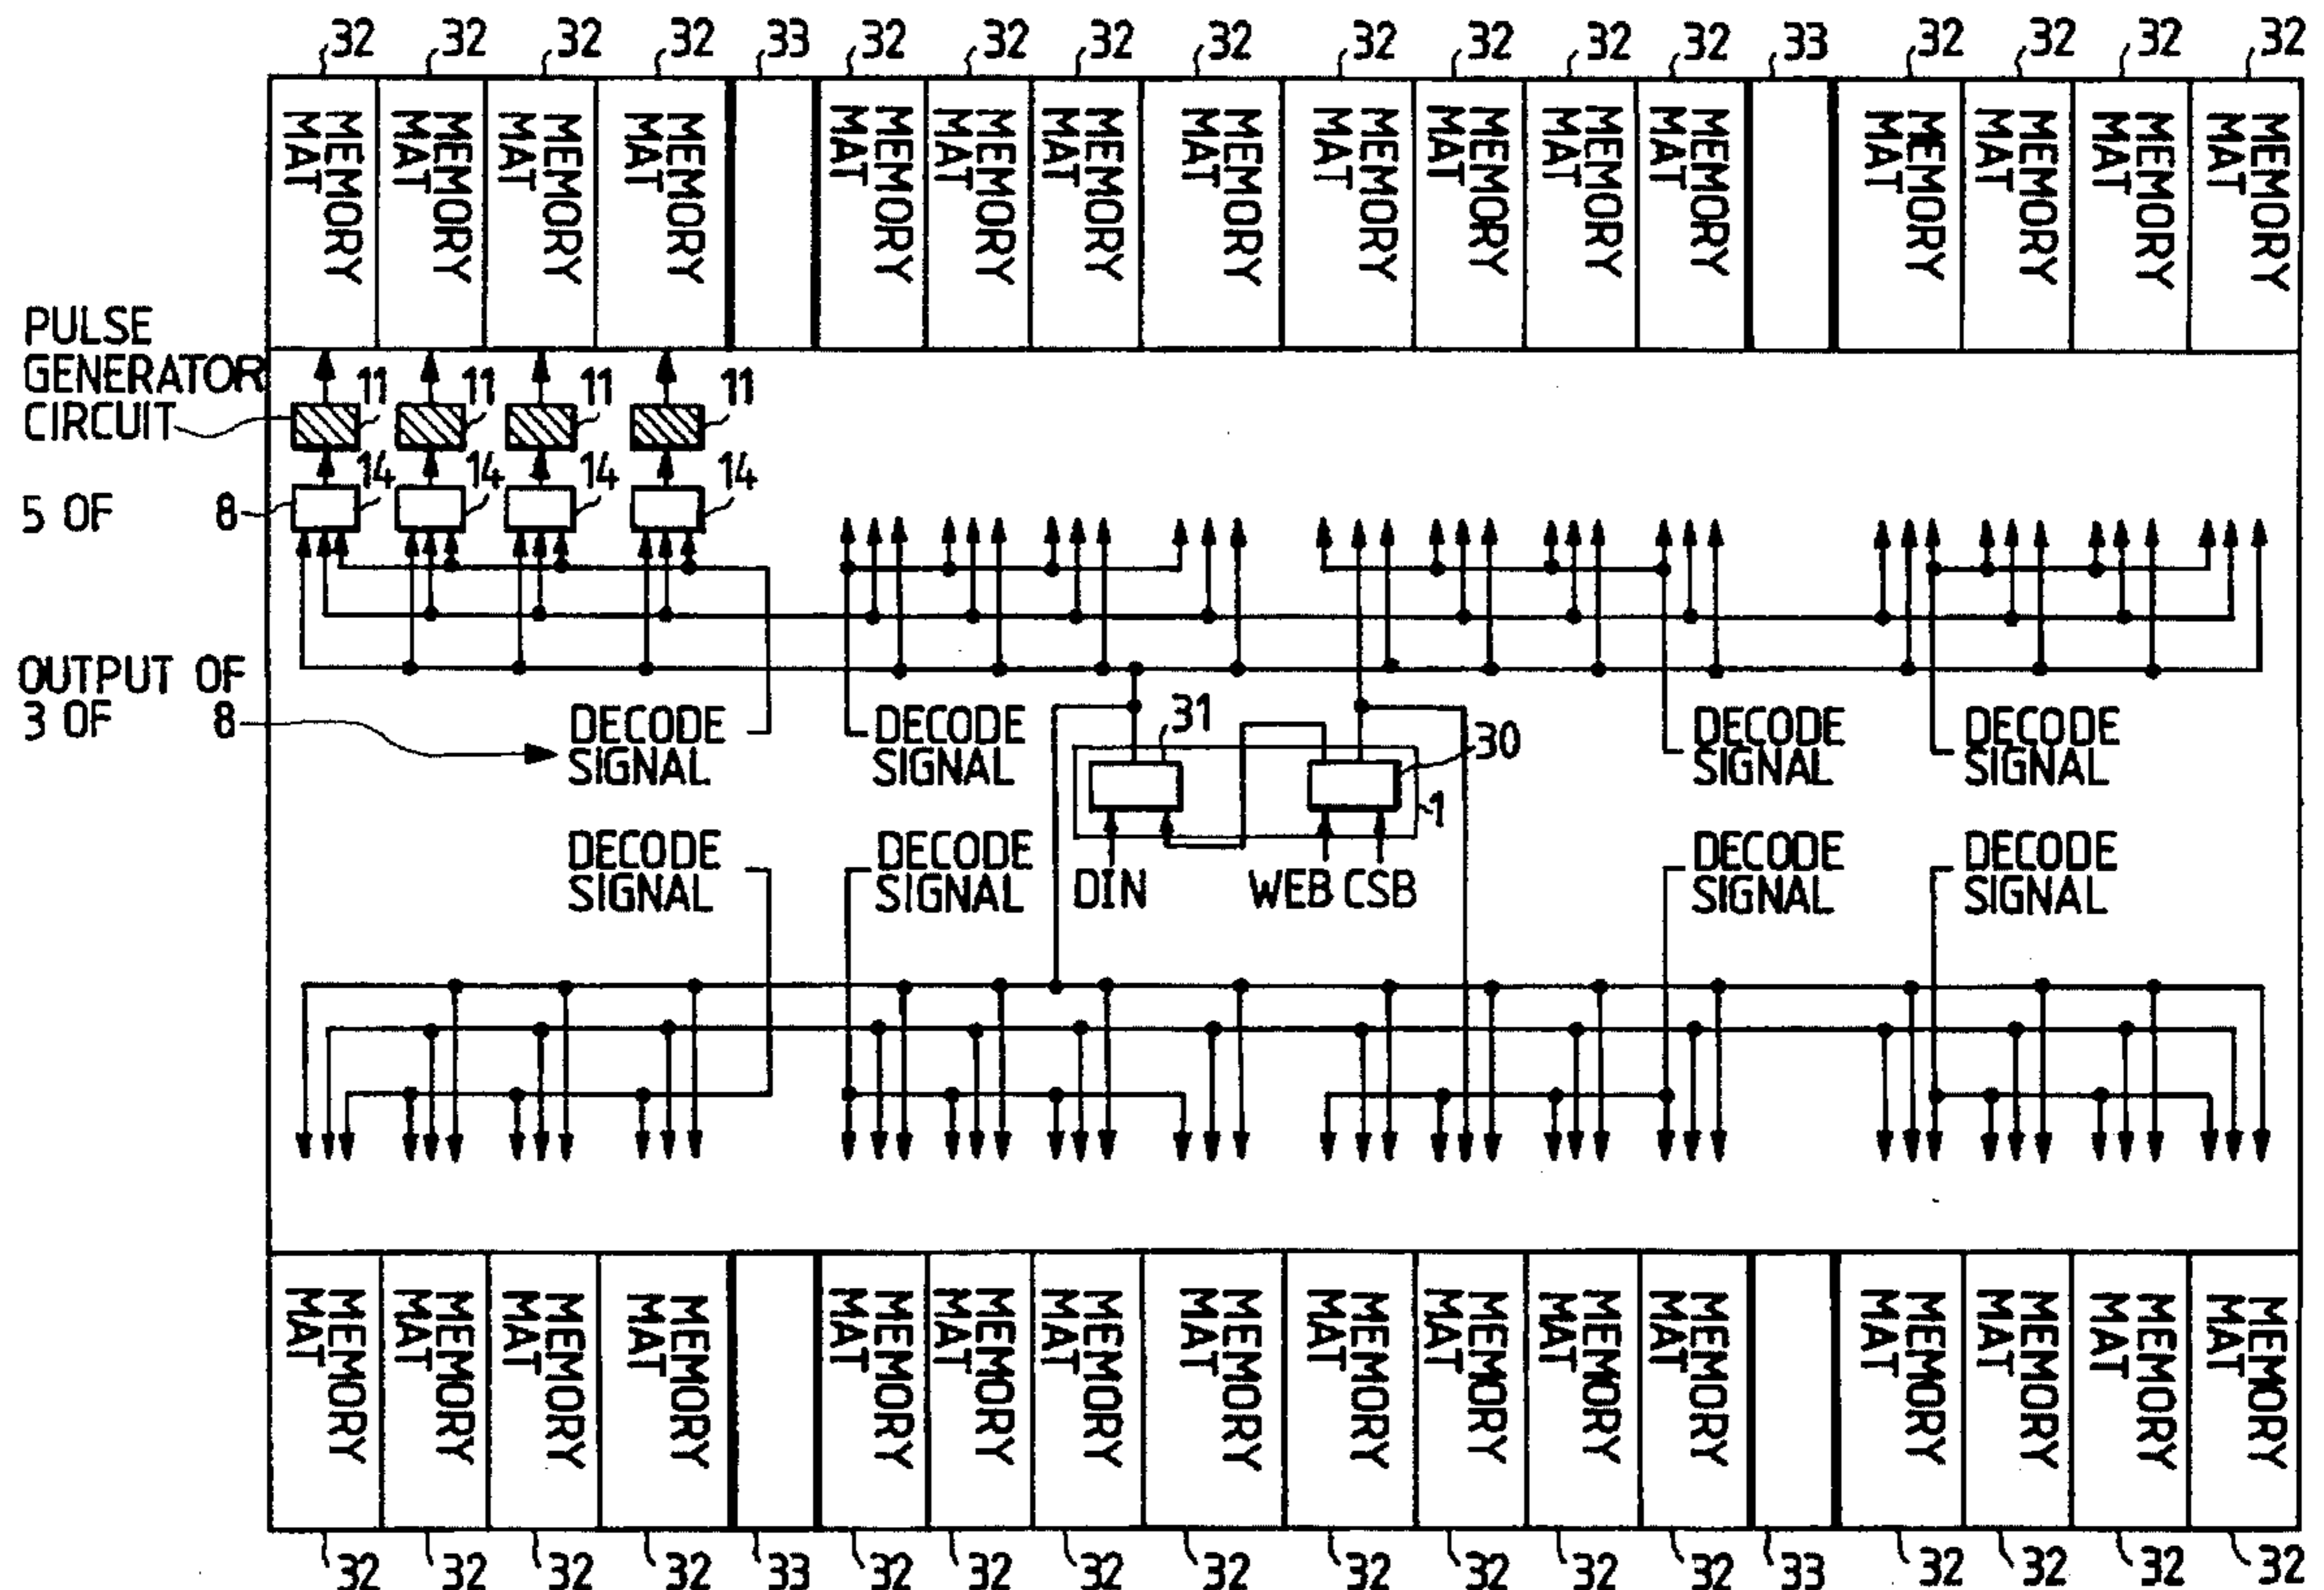 32 32 32 32 33 32 32 32 32 32 32 32 32 33 32 32 32 32
MEMORY MAT MEMORY MAT MEMORY MAT MEMORY MAT MEMORY MAT MEMORY MAT MEMORY MAT MEMORY MAT MEMORY MAT MEMORY MAT MEMORY MAT MEMORY MAT MEMORY MAT MEMORY MAT MEMORY MAT MEMORY MAT
PULSE
GENERATOR
CIRCUIT
11 11 11 11
14 14 14 14
5 OF 8
OUTPUT OF
3 OF 8
DECODE
SIGNAL
DECODE
SIGNAL
31
30
1
DECODE
SIGNAL
DECODE
SIGNAL
DECODE
SIGNAL
DECODE
SIGNAL
DIN WEB CSB
DECODE
SIGNAL
DECODE
SIGNAL
MEMORY MAT MEMORY MAT MEMORY MAT MEMORY MAT MEMORY MAT MEMORY MAT MEMORY MAT MEMORY MAT MEMORY MAT MEMORY MAT MEMORY MAT MEMORY MAT MEMORY MAT MEMORY MAT MEMORY MAT MEMORY MAT
32 32 32 32 33 32 32 32 32 32 32 32 32 33 32 32 32 32